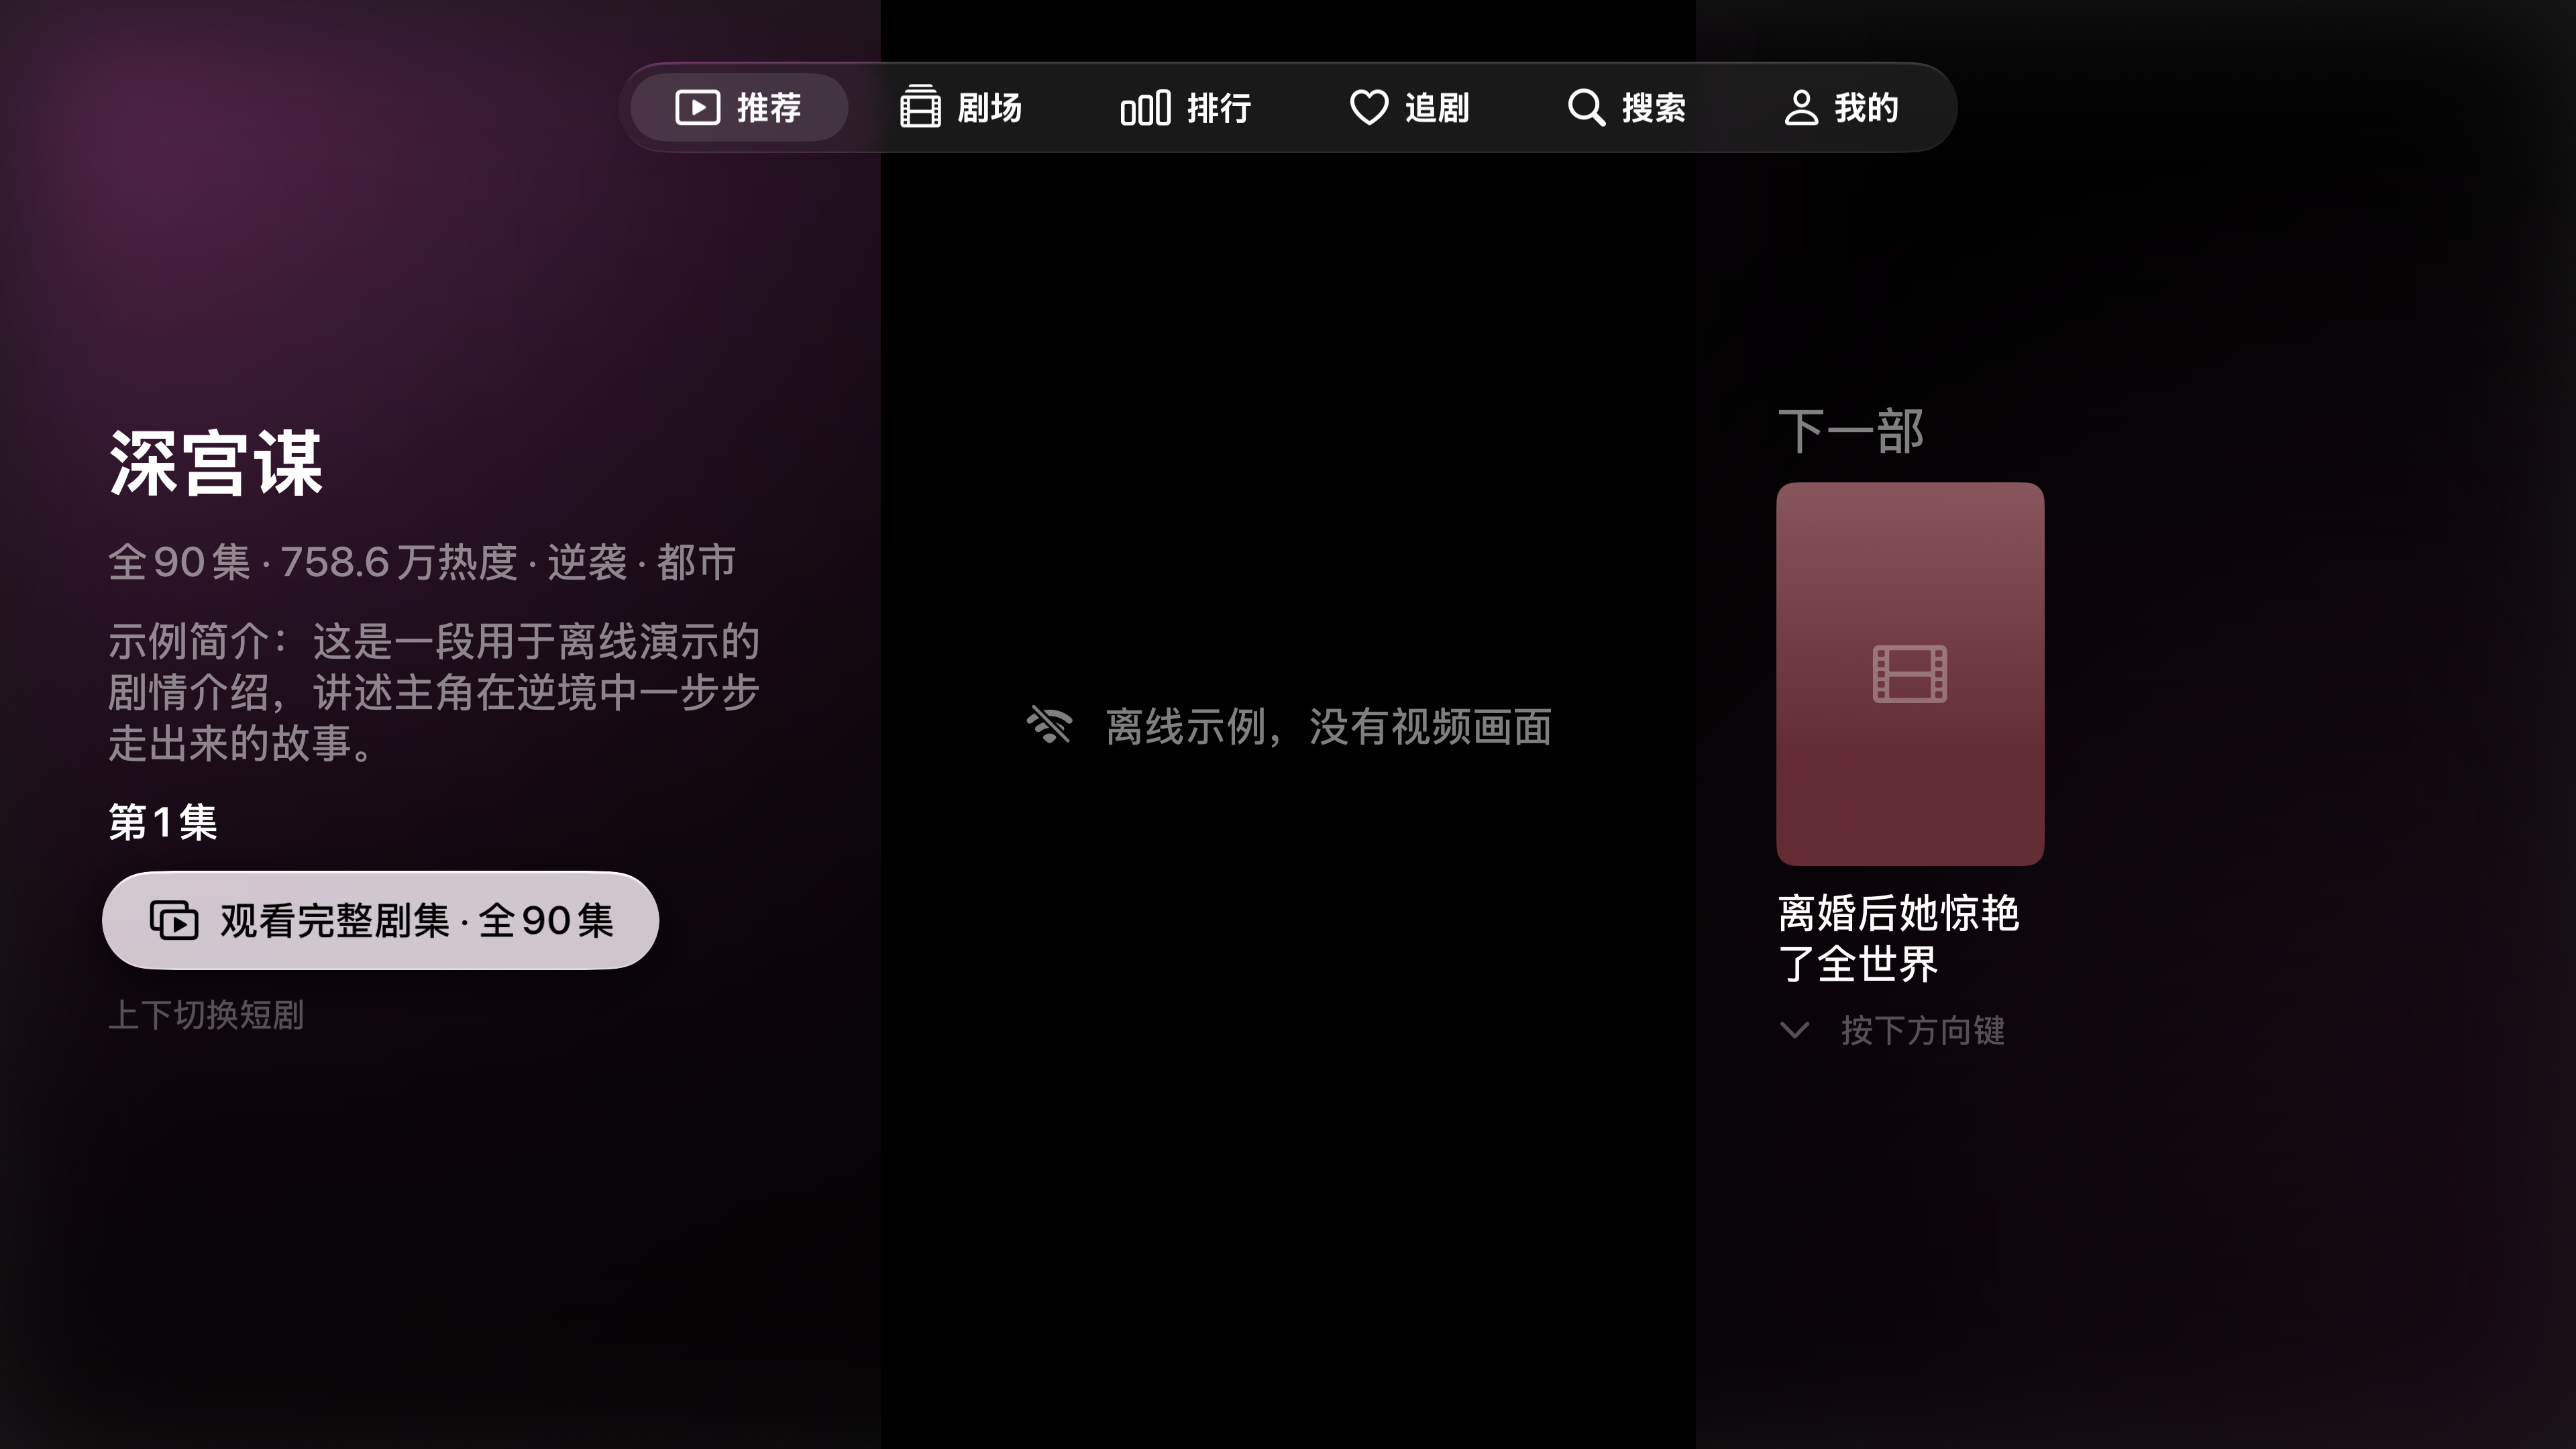 推荐
剧场
排行
追剧
搜索
我的
深宫谋
全90集·758.6万热度·逆袭·都市
示例简介：这是一段用于离线演示的
剧情介绍，讲述主角在逆境中一步步
走出来的故事。
第1集
观看完整剧集·全90集
上下切换短剧
离线示例，没有视频画面
下一部
离婚后她惊艳
了全世界
按下方向键